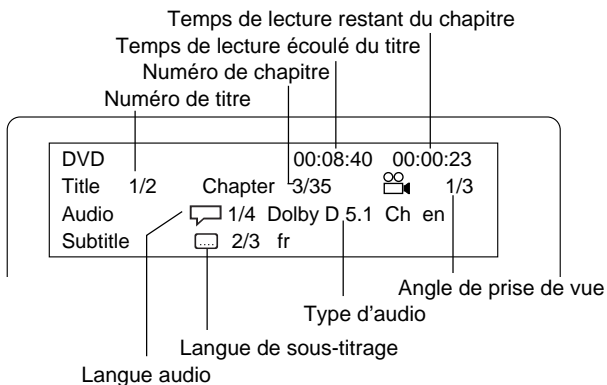 Temps de lecture restant du chapitre
Temps de lecture écoulé du titre
Numéro de chapitre
Numéro de titre
DVD 00:08:40 00:00:23
Title 1/2 Chapter 3/35 1/3
Audio 1/4 Dolby D 5.1 Ch en
Subtitle .... 2/3 fr
Angle de prise de vue
Type d'audio
Langue de sous-titrage
Langue audio